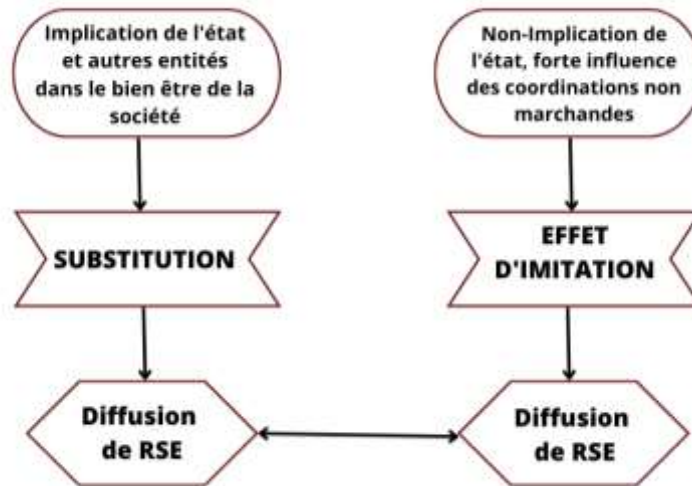 Implication de l'état
et autres entités
dans le bien être de la
société
Non-Implication de
l'état, forte influence
des coordinations non
marchandes
SUBSTITUTION
EFFET
D'IMITATION
Diffusion
de RSE
Diffusion
de RSE